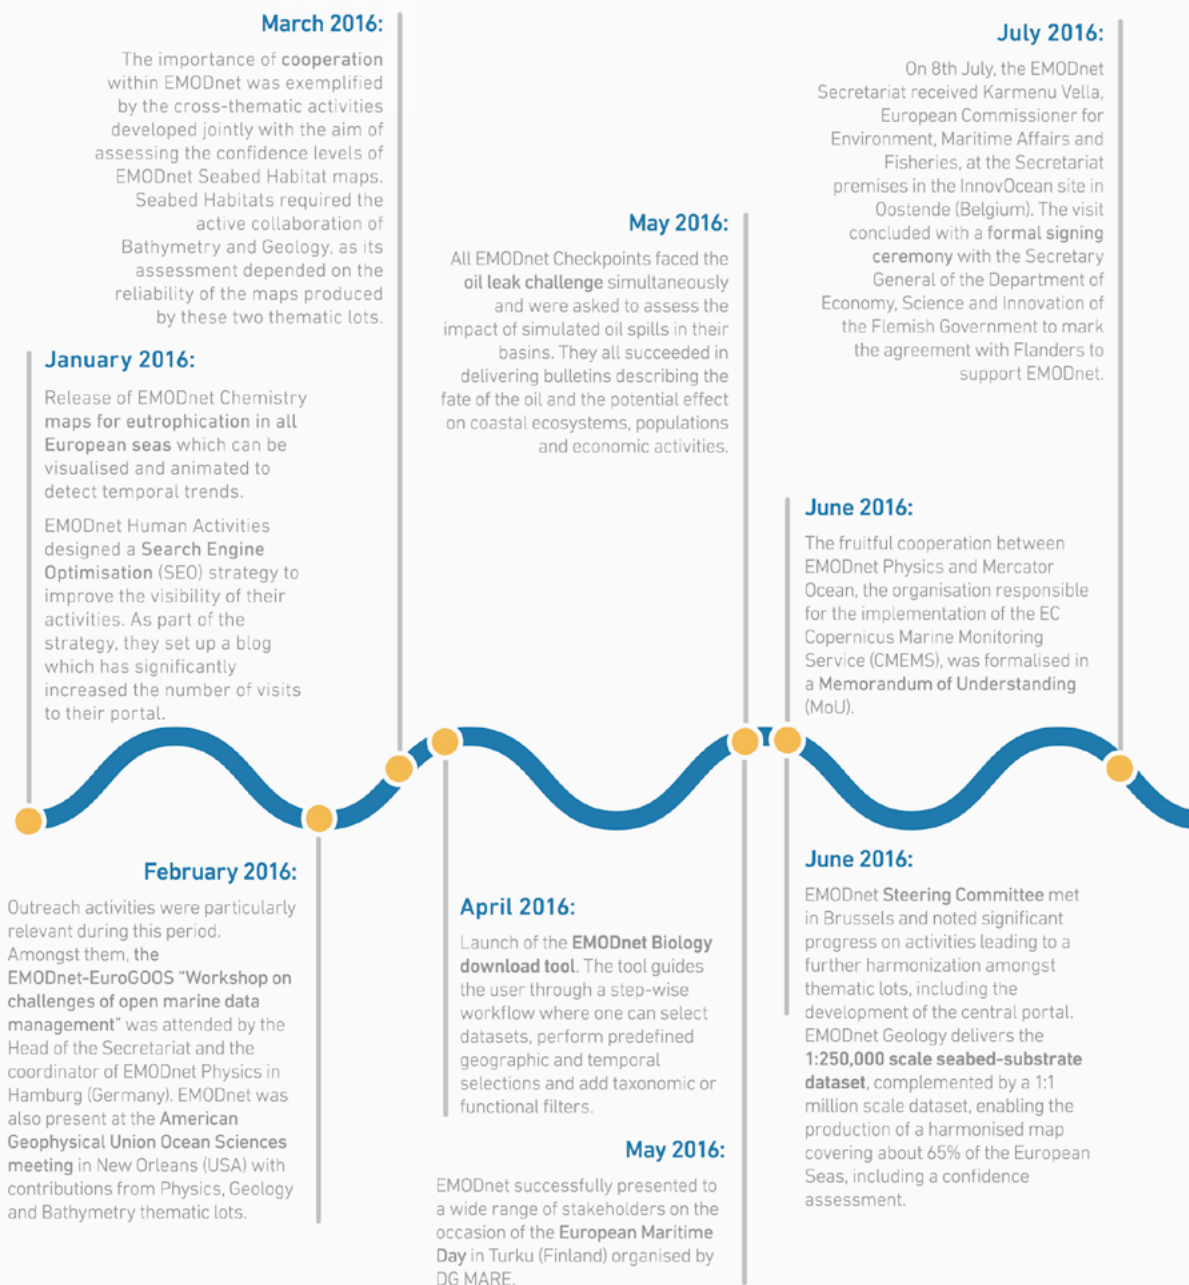 March 2016:
The importance of cooperation
within EMODnet was exemplified
by the cross-thematic activities
developed jointly with the aim of
assessing the confidence levels of
EMODnet Seabed Habitat maps.
Seabed Habitats required the
active collaboration of
Bathymetry and Geology, as its
assessment depended on the
reliability of the maps produced
by these two thematic lots.
July 2016:
On 8th July, the EMODnet
Secretariat received Karmenu Vella,
European Commissioner for
Environment, Maritime Affairs and
Fisheries, at the Secretariat
premises in the InnovOcean site in
Oostende (Belgium). The visit
concluded with a formal signing
ceremony with the Secretary
General of the Department of
Economy, Science and Innovation of
the Flemish Government to mark
the agreement with Flanders to
support EMODnet.
May 2016:
All EMODnet Checkpoints faced the
oil leak challenge simultaneously
and were asked to assess the
impact of simulated oil spills in their
basins. They all succeeded in
delivering bulletins describing the
fate of the oil and the potential effect
on coastal ecosystems, populations
and economic activities.
January 2016:
Release of EMODnet Chemistry
maps for eutrophication in all
European seas which can be
visualised and animated to
detect temporal trends.
EMODnet Human Activities
designed a Search Engine
Optimisation (SEO) strategy to
improve the visibility of their
activities. As part of the
strategy, they set up a blog
which has significantly
increased the number of visits
to their portal.
June 2016:
The fruitful cooperation between
EMODnet Physics and Mercator
Ocean, the organisation responsible
for the implementation of the EC
Copernicus Marine Monitoring
Service (CMEMS), was formalised in
a Memorandum of Understanding
(MoU).
February 2016:
Outreach activities were particularly
relevant during this period.
Amongst them, the
EMODnet-EuroGOOS "Workshop on
challenges of open marine data
management" was attended by the
Head of the Secretariat and the
coordinator of EMODnet Physics in
Hamburg (Germany). EMODnet was
also present at the American
Geophysical Union Ocean Sciences
meeting in New Orleans (USA) with
contributions from Physics, Geology
and Bathymetry thematic lots.
April 2016:
Launch of the EMODnet Biology
download tool. The tool guides
the user through a step-wise
workflow where one can select
datasets, perform predefined
geographic and temporal
selections and add taxonomic or
functional filters.
May 2016:
EMODnet successfully presented to
a wide range of stakeholders on the
occasion of the European Maritime
Day in Turku (Finland) organised by
DG MARE.
June 2016:
EMODnet Steering Committee met
in Brussels and noted significant
progress on activities leading to a
further harmonization amongst
thematic lots, including the
development of the central portal.
EMODnet Geology delivers the
1:250,000 scale seabed-substrate
dataset, complemented by a 1:1
million scale dataset, enabling the
production of a harmonised map
covering about 65% of the European
Seas, including a confidence
assessment.